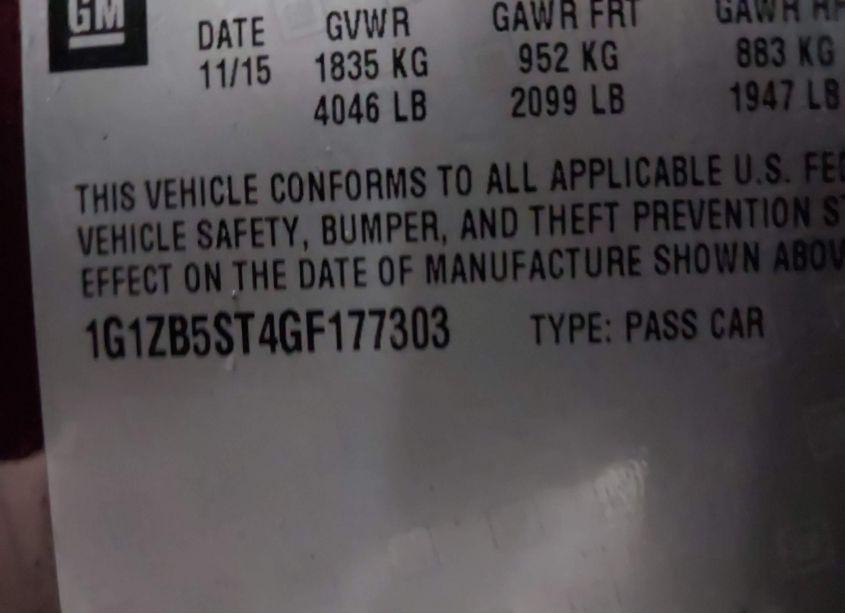 GM
DATE GVWR GAWR FRT GAWR
11/15 1835 KG 952 KG 883 KG
4046 LB 2099 LB 1947 LB
THIS VEHICLE CONFORMS TO ALL APPLICABLE U.S.
VEHICLE SAFETY, BUMPER, AND THEFT PREVENTION
EFFECT ON THE DATE OF MANUFACTURE SHOWN
1G1ZB5ST4GF177303 TYPE: PASS CAR